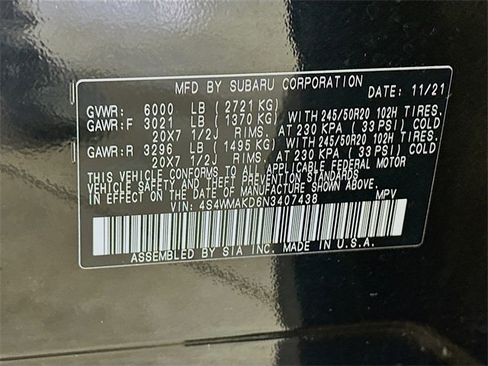 MFD BY SUBARU CORPORATION DATE: 11/21
GVWR: 6000 LB (2721 KG)
GAWR:F 3021 LB (1370 KG) WITH 245/50R20 102H TIRES,
20X7 1/2J RIMS, AT 230 KPA (33 PSI) COLD
GAWR:R 3296 LB (1495 KG) WITH 245/50R20 102H TIRES,
20X7 1/2J RIMS, AT 230 KPA (33 PSI) COLD
THIS VEHICLE CONFORMS TO ALL APPLICABLE FEDERAL MOTOR
VEHICLE SAFETY AND THEFT PREVENTION STANDARDS IN EFFECT ON
THE DATE OF MANUFACTURE SHOWN ABOVE.
VIN: 4S4WMAKD6N3407438 MPV
ASSEMBLED BY SIA INC. MADE IN U.S.A.